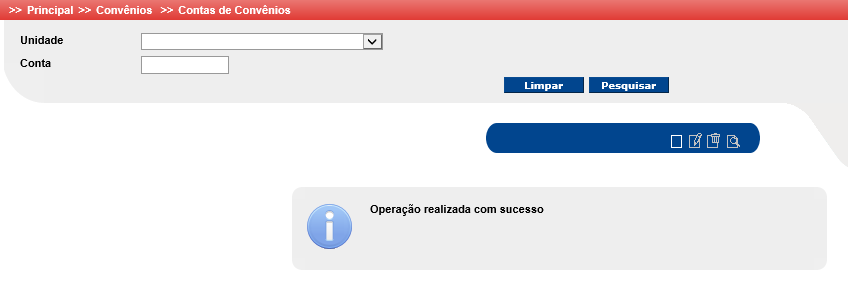 >> Principal >> Convênios >> Contas de Convênios
Unidade
Conta
Limpar Pesquisar
Operação realizada com sucesso